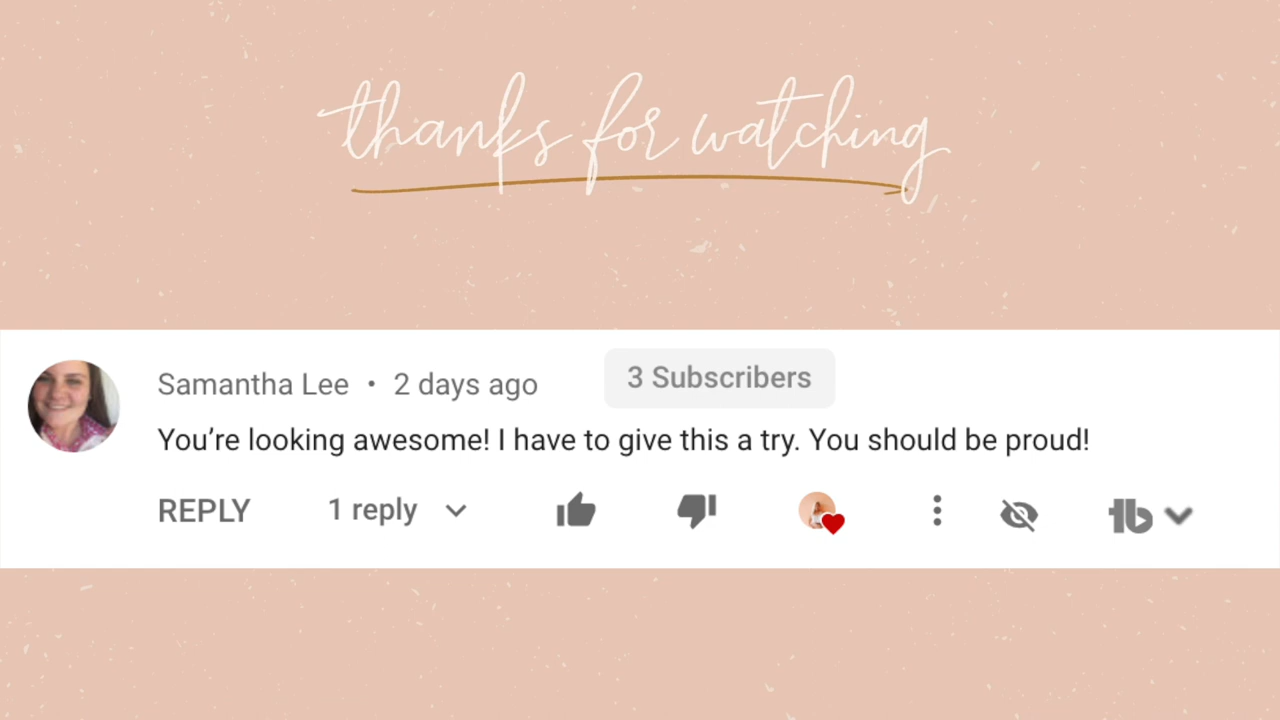 thanks for watching
Samantha Lee • 2 days ago 3 Subscribers
You’re looking awesome! I have to give this a try. You should be proud!
REPLY 1 reply tb